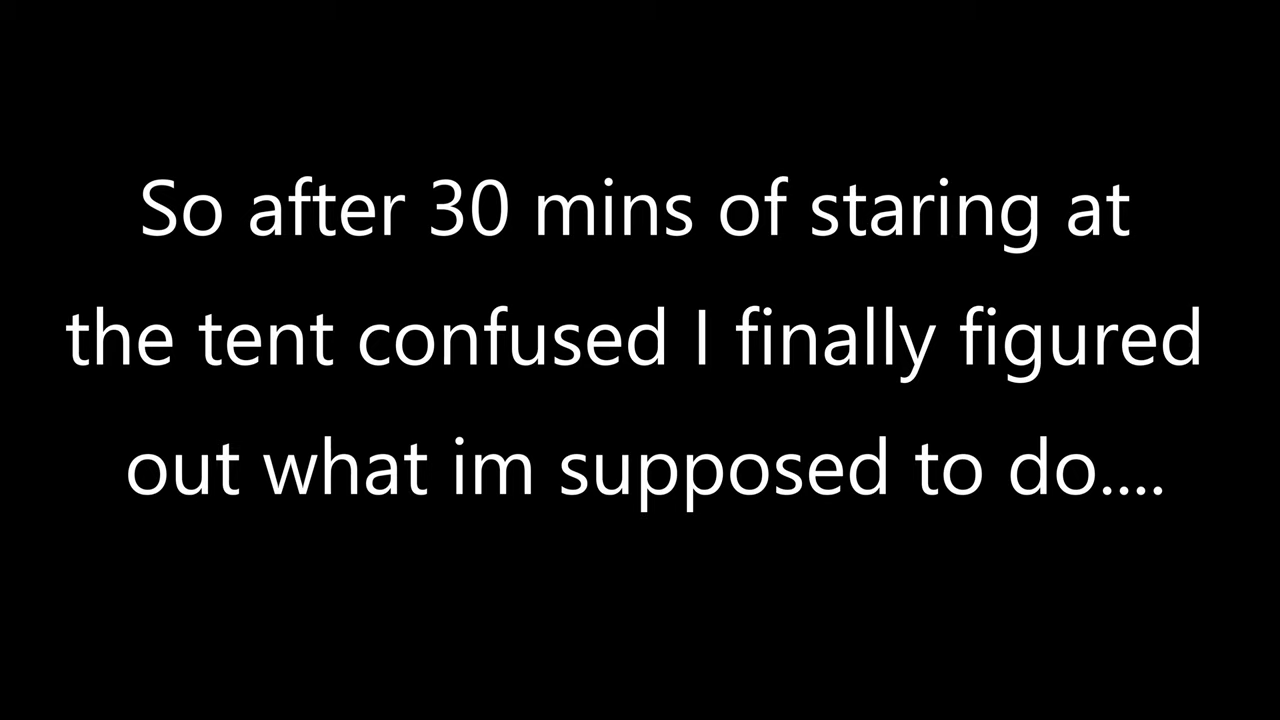 So after 30 mins of staring at
the tent confused I finally figured
out what im supposed to do....